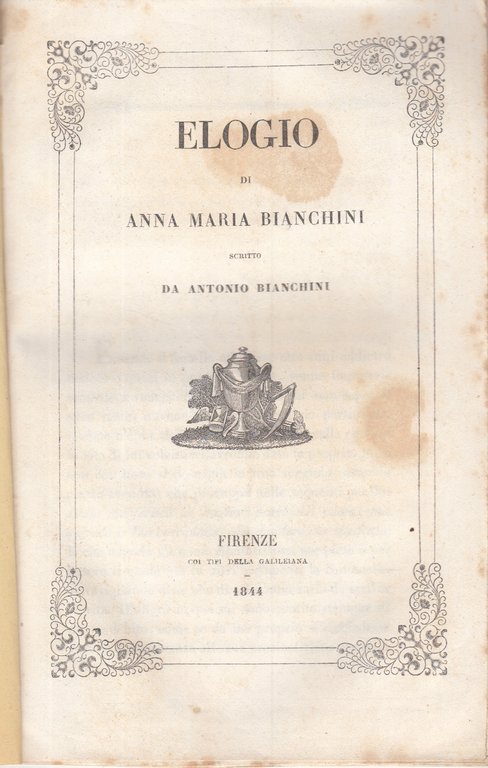 ELOGIO
DI
ANNA MARIA BIANCHINI
SCRITTO
DA ANTONIO BIANCHINI
FIRENZE
COI TIPI DELLA GALILEIANA
1844